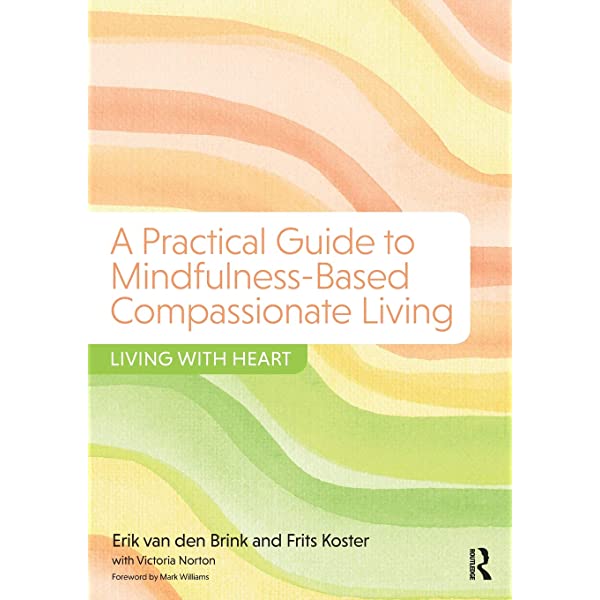 A Practical Guide to
Mindfulness-Based
Compassionate Living
LIVING WITH HEART
Erik van den Brink and Frits Koster
with Victoria Norton
Foreword by Mark Williams
R
ROUTLEDGE